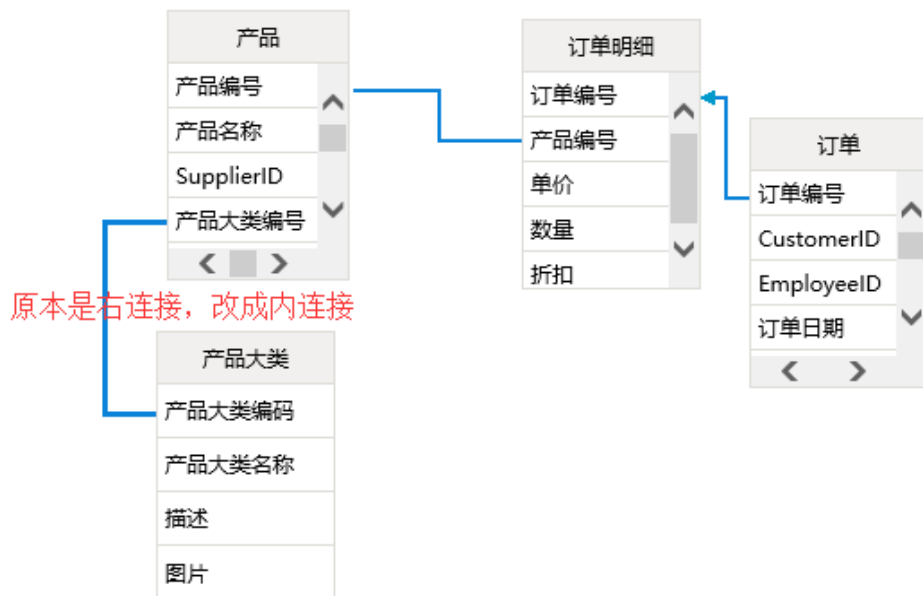 产品
产品编号
产品名称
SupplierID
产品大类编号
订单明细
订单编号
产品编号
单价
数量
折扣
订单
订单编号
CustomerID
EmployeeID
订单日期
原本是右连接，改成内连接
产品大类
产品大类编码
产品大类名称
描述
图片